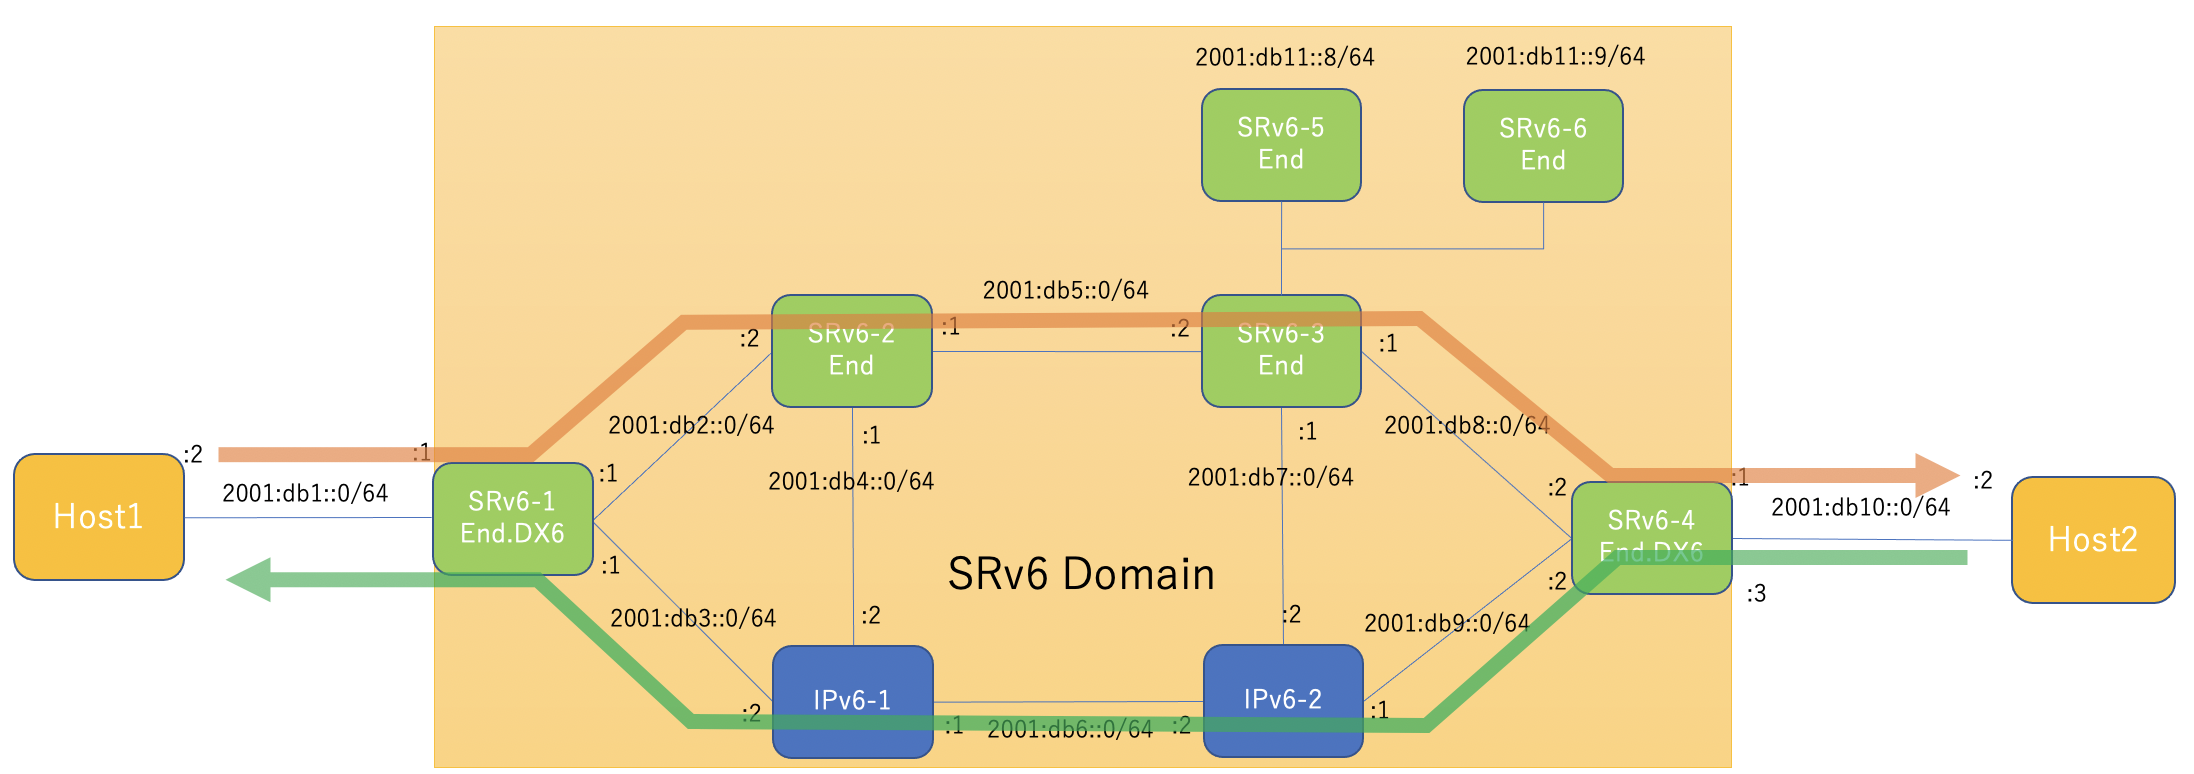 2001:db11::8/64
2001:db11::9/64
SRv6-5
End
SRv6-6
End
2001:db5::0/64
:2
SRv6-2
End
:1
:2
SRv6-3
End
:1
2001:db2::0/64
:1
2001:db8::0/64
:1
:2
:1
2001:db1::0/64
Host1
SRv6-1
End.DX6
:1
2001:db4::0/64
2001:db7::0/64
:2
:1
:2
2001:db10::0/64
SRv6-4
End.DX6
Host2
SRv6 Domain
:1
:2
:3
2001:db3::0/64
:2
:2
2001:db9::0/64
:2
IPv6-1
:1
2001:db6::0/64
:2
IPv6-2
:1